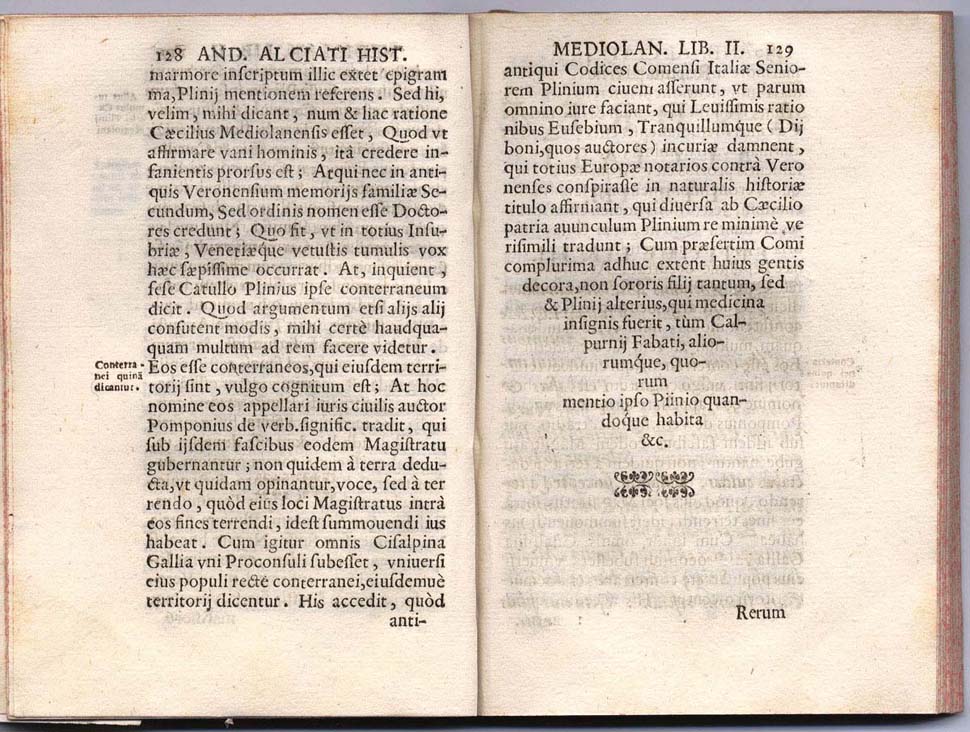 128 AND. ALCIATI HIST.
marmore inſcriptum illic extet epigram
ma, Plinij mentionem referens. Sed hi,
velim, mihi dicant, num & hac ratione
Cæcilius Mediolanenſis eſſet, Quod vt
affirmare vani hominis, itá credere in-
ſanientis prorſus eſt; Atqui nec in anti-
quis Veronenſium memorijs familiæ Se-
cundum, Sed ordinis nomen eſſe Docto-
res credunt; Quo fit, vt in totius Inſu-
briæ, Venetiæque vetuſtis tumulis vox
hæc ſæpiſſime occurrat. At, inquient,
ſeſe Catullo Plinius ipſe conterraneum
dicit. Quod argumentum etſi alijs alij
confutent modis, mihi certè haudqua-
quam multum ad rem facere videtur.
Conterra-
nei quinā
dicantur.
Eos eſſe conterraneos, qui eiuſdem terri-
torij ſint, vulgo cognitum eſt; At hoc
nomine eos appellari iuris ciuilis auctor
Pomponius de verb. ſignific. tradit, qui
ſub ijſdem faſcibus eodem Magiſtratu
gubernantur; non quidem à terra dedu-
cta, vt quidam opinantur, voce, ſed à ter
rendo, quòd eius loci Magiſtratus intrà
eos fines terrendi, ideſt ſummouendi ius
habeat. Cum igitur omnis Ciſalpina
Gallia vni Proconſuli ſubeſſet, vniuerſi
eius populi rectè conterranei, eiuſdemuè
territorij dicentur. His accedit, quòd
anti-
MEDIOLAN. LIB. II. 129
antiqui Codices Comenſi Italiæ Senio-
rem Plinium ciuem aſſerunt, vt parum
omnino iure faciant, qui Leuiſſimis ratio
nibus Euſebium, Tranquillumq́ue (Dij
boni, quos auctores) incuriæ damnent,
qui totius Europæ notarios contrà Vero
nenſes conſpiraſſe in naturalis hiſtoriæ
titulo affirmant, qui diuerſa ab Cæcilio
patria auunculum Plinium re minimè ve
riſimili tradunt; Cum præſertim Comi
complurima adhuc extent huius gentis
decora, non ſororis filij tantum, ſed
& Plinij alterius, qui medicina
inſignis fuerit, tùm Cal-
purnij Fabati, alio-
rumq́ue, quo-
rum
mentio ipſo Piinio quan-
doque habita
&c.
Rerum